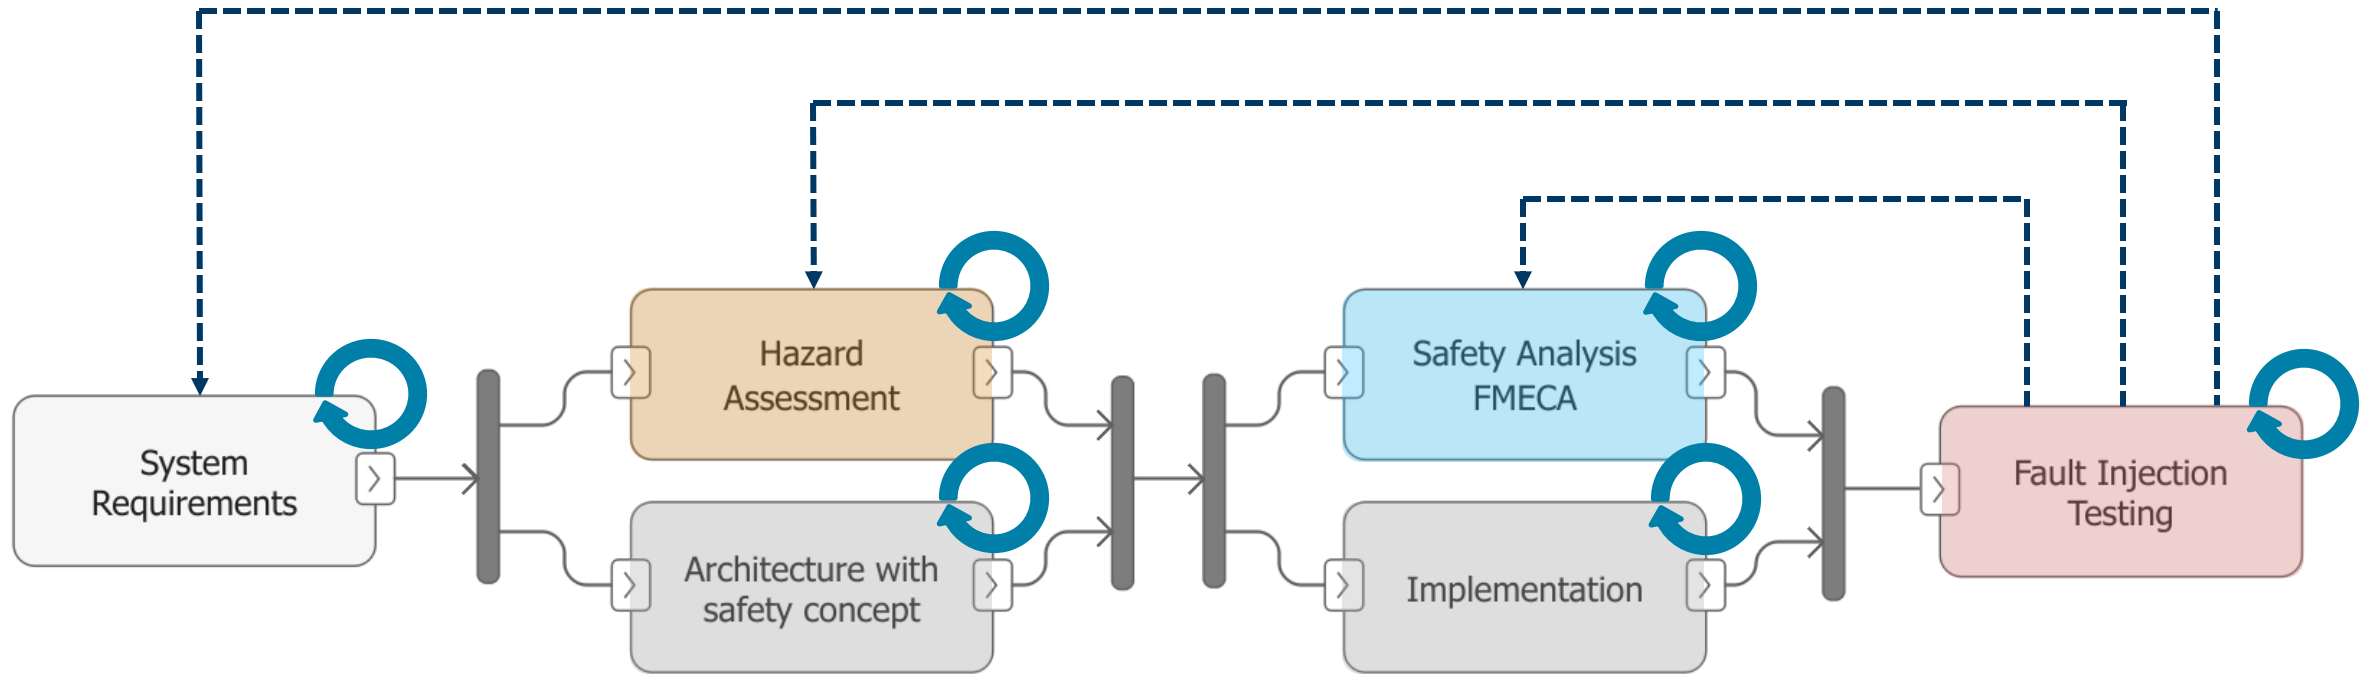 System
Requirements
Hazard
Assessment
Architecture with
safety concept
Safety Analysis
FMECA
Implementation
Fault Injection
Testing